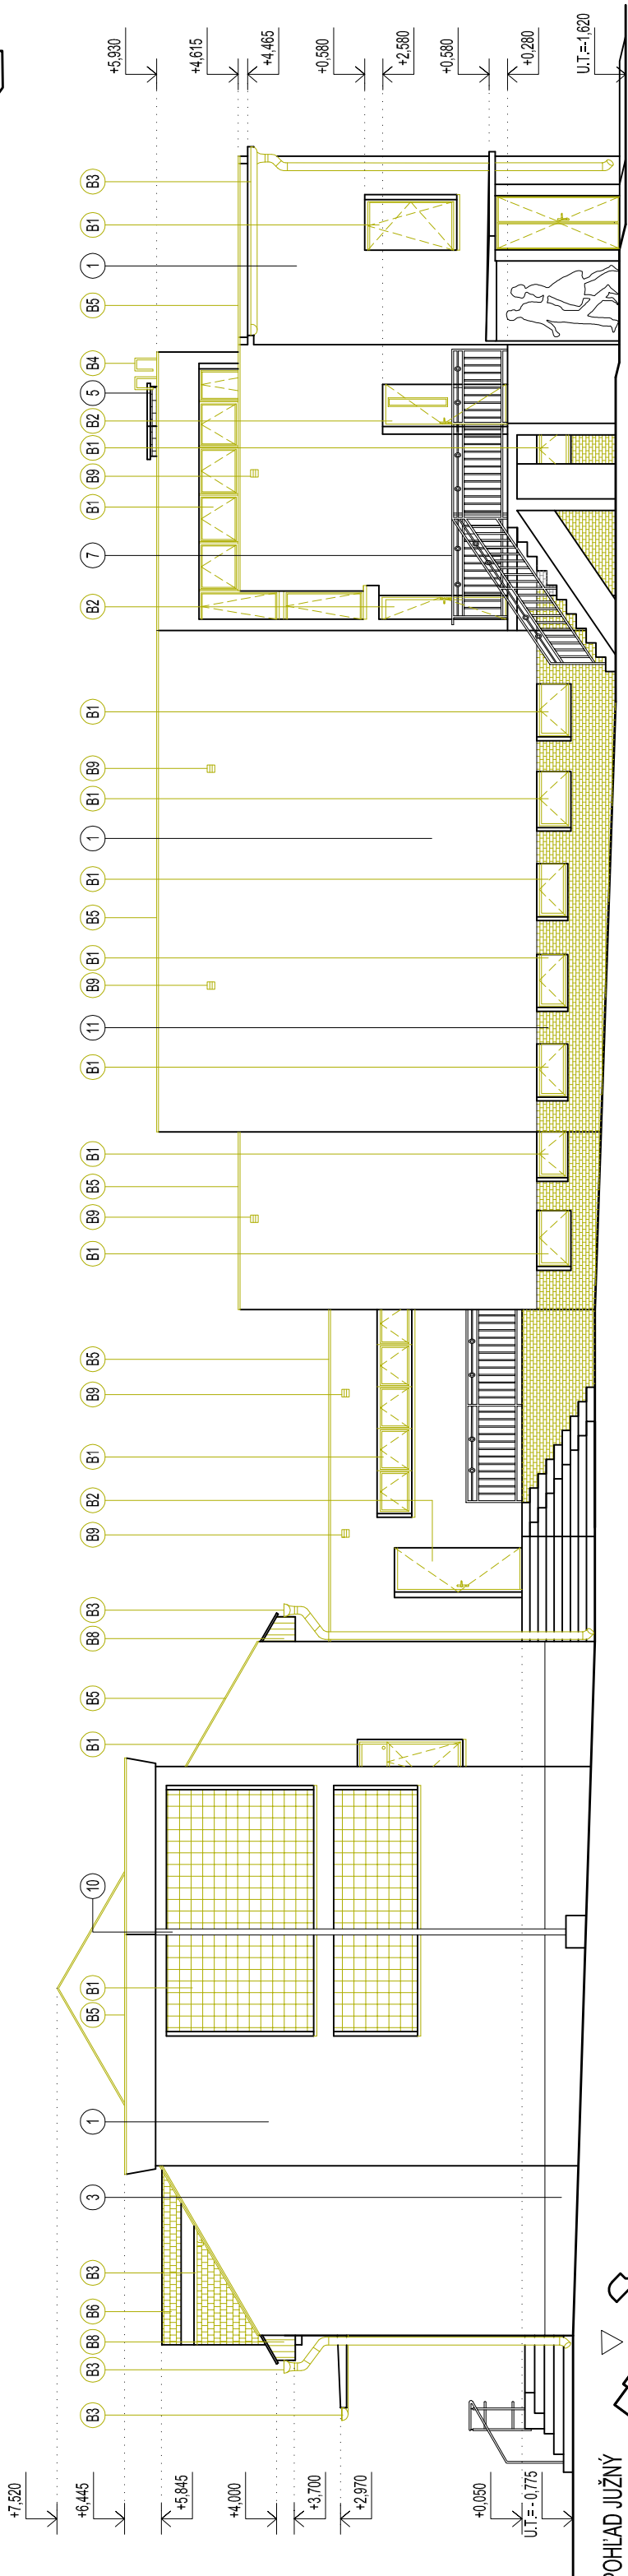 +7,520
+6,445
+5,845
+4,000
+3,700
+2,970
+0,050
U.T.= - 0,775
B3
B3
B8
B6
B3
3
1
B5
B1
10
B1
B5
B8
B3
B9
B2
B1
B9
B5
B1
B9
B5
B1
B1
11
B9
B1
B5
B1
1
B1
B9
B1
B2
7
B1
B9
B1
B2
5
B4
B5
1
B1
B3
+5,930
+4,615
+4,465
+0,580
+2,580
+0,580
+0,280
U.T.=-1,620
POHĽAD JUŽNÝ